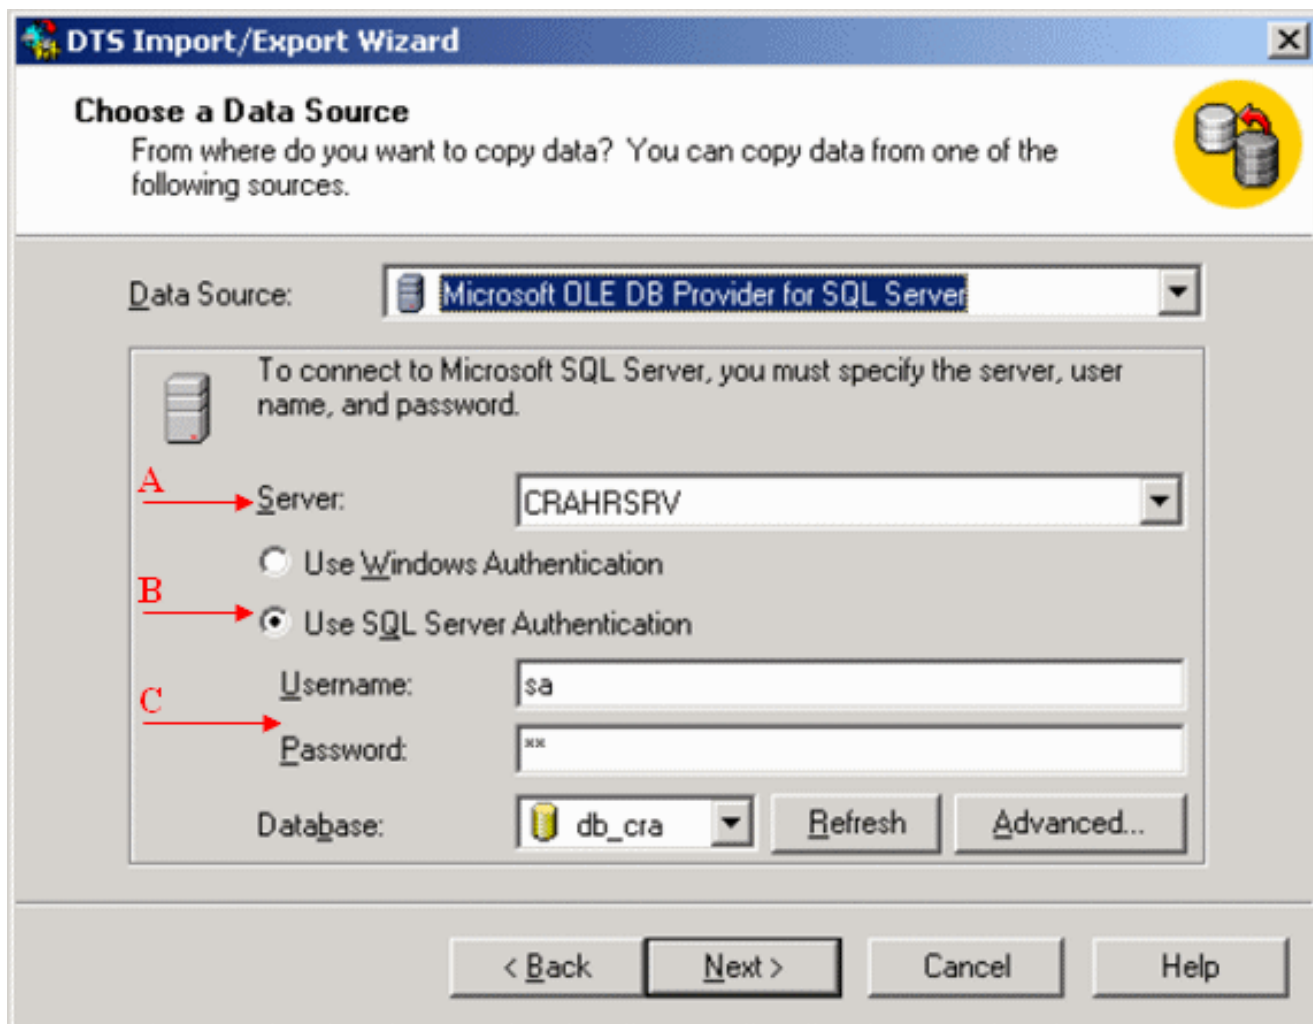 DTS Import/Export Wizard
Choose a Data Source
From where do you want to copy data? You can copy data from one of the
following sources.
Data Source:
Microsoft OLE DB Provider for SQL Server
To connect to Microsoft SQL Server, you must specify the server, user
name, and password.
A
Server:
CRAHRSRV
Use Windows Authentication
B
Use SQL Server Authentication
Username:
sa
C
Password:
**
Database:
db_cra
Refresh
Advanced...
< Back
Next >
Cancel
Help